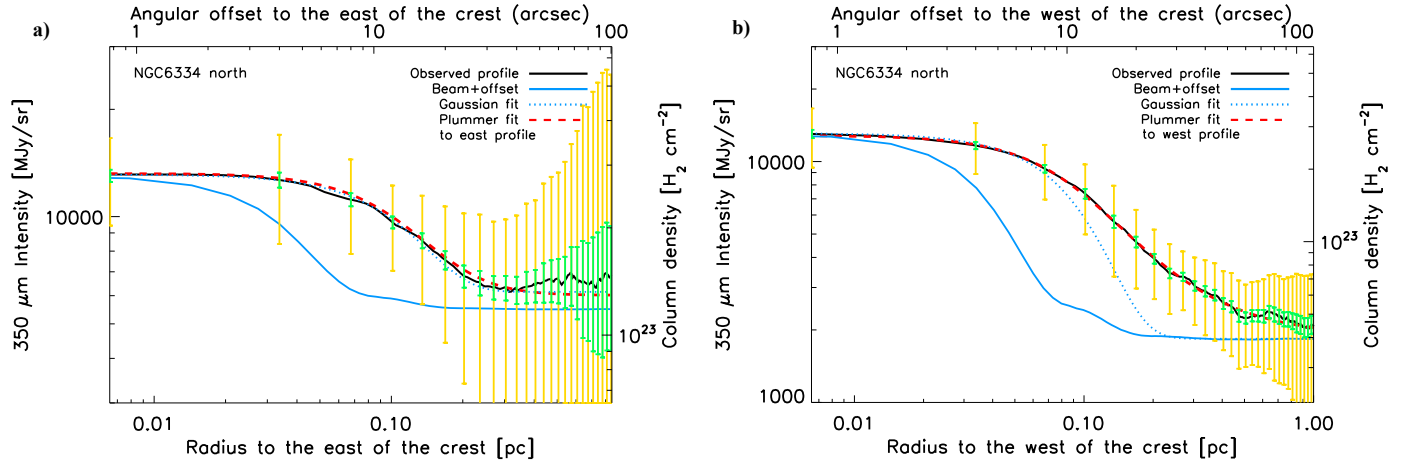 a)
Angular offset to the east of the crest (arcsec)
1 10 100
NGC6334 north
Observed profile
Beam+offset
Gaussian fit
Plummer fit
to east profile
350 μm Intensity [MJy/sr]
10000
10²³
Column density [H₂ cm⁻²]
0.01 0.10
Radius to the east of the crest [pc]
b)
Angular offset to the west of the crest (arcsec)
1 10 100
NGC6334 north
Observed profile
Beam+offset
Gaussian fit
Plummer fit
to west profile
350 μm Intensity [MJy/sr]
10000
1000
10²³
Column density [H₂ cm⁻²]
0.01 0.10 1.00
Radius to the west of the crest [pc]